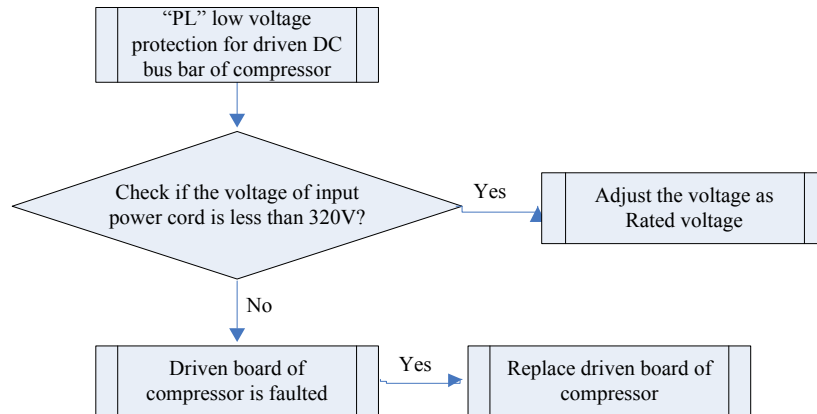 “PL” low voltage
protection for driven DC
bus bar of compressor
Check if the voltage of input
power cord is less than 320V?
Yes
Adjust the voltage as
Rated voltage
No
Driven board of
compressor is faulted
Yes
Replace driven board of
compressor